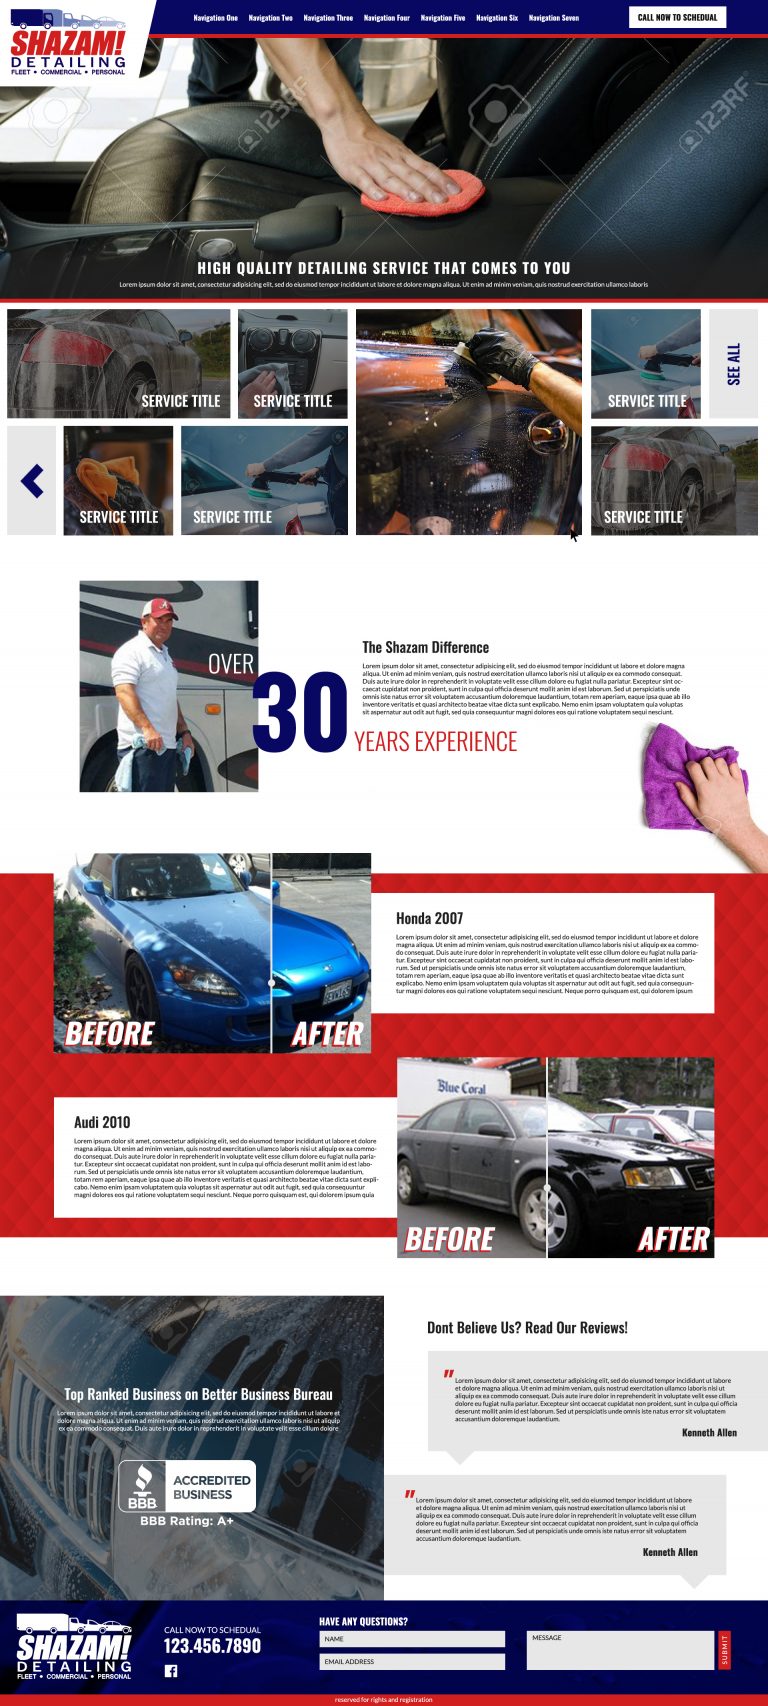 SHAZAM!
DETAILING
FLEET • COMMERCIAL • PERSONAL
Navigation One Navigation Two Navigation Three Navigation Four Navigation Five Navigation Six Navigation Seven
CALL NOW TO SCHEDUAL
123RF
123RF
HIGH QUALITY DETAILING SERVICE THAT COMES TO YOU
Lorem ipsum dolor sit amet, consectetur adipiscing elit, sed do eiusmod tempor incididunt ut labore et dolore magna aliqua. Ut enim ad minim veniam, quis nostrud exercitation ullamco laboris
SERVICE TITLE
SERVICE TITLE
SERVICE TITLE
SEE ALL
SERVICE TITLE
SERVICE TITLE
SERVICE TITLE
OVER
30
YEARS EXPERIENCE
The Shazam Difference
Lorem ipsum dolor sit amet, consectetur adipiscing elit, sed do eiusmod tempor incididunt ut labore et dolore magna aliqua.
Duis aute irure dolor in reprehenderit in voluptate velit esse cillum dolore eu fugiat nulla pariatur. Excepteur sint oc-
caecat cupidatat non proident, sunt in culpa qui officia deserunt mollit anim id est laborum. Sed ut perspiciatis unde
omnis iste natus error sit voluptatem accusantium doloremque laudantium, totam rem aperiam, eaque ipsa quae ab illo
inventore veritatis et quasi architecto beatae vitae dicta sunt explicabo. Nemo enim ipsam voluptatem quia voluptas
sit aspernatur aut odit aut fugit, sed quia consequuntur magni dolores eos qui ratione voluptatem sequi nesciunt.
BEFORE
AFTER
Honda 2007
Lorem ipsum dolor sit amet, consectetur adipiscing elit, sed do eiusmod tempor incididunt ut labore et dolore
magna aliqua. Ut enim ad minim veniam, quis nostrud exercitation ullamco laboris nisi ut aliquip ex ea commo-
do consequat. Duis aute irure dolor in reprehenderit in voluptate velit esse cillum dolore eu fugiat nulla paria-
tur. Excepteur sint occaecat cupidatat non proident, sunt in culpa qui officia deserunt mollit anim id est labo-
rum. Sed ut perspiciatis unde omnis iste natus error sit voluptatem accusantium doloremque laudantium,
totam rem aperiam, eaque ipsa quae ab illo inventore veritatis et quasi architecto beatae vitae dicta sunt expli-
cabo. Nemo enim ipsam voluptatem quia voluptas sit aspernatur aut odit aut fugit, sed quia consequun-
tur magni dolores eos qui ratione voluptatem sequi nesciunt. Neque porro quisquam est, qui dolorem ipsum
Blue Coral
Audi 2010
Lorem ipsum dolor sit amet, consectetur adipiscing elit, sed do eiusmod tempor incididunt ut labore et dolore
magna aliqua. Ut enim ad minim veniam, quis nostrud exercitation ullamco laboris nisi ut aliquip ex ea commo-
do consequat. Duis aute irure dolor in reprehenderit in voluptate velit esse cillum dolore eu fugiat nulla paria-
tur. Excepteur sint occaecat cupidatat non proident, sunt in culpa qui officia deserunt mollit anim id est labo-
rum. Sed ut perspiciatis unde omnis iste natus error sit voluptatem accusantium doloremque laudantium,
totam rem aperiam, eaque ipsa quae ab illo inventore veritatis et quasi architecto beatae vitae dicta sunt expli-
cabo. Nemo enim ipsam voluptatem quia voluptas sit aspernatur aut odit aut fugit, sed quia consequuntur
magni dolores eos qui ratione voluptatem sequi nesciunt. Neque porro quisquam est, qui dolorem ipsum quia
BEFORE
AFTER
Top Ranked Business on Better Business Bureau
Lorem ipsum dolor sit amet, consectetur adipiscing elit, sed do eiusmod tempor incididunt ut labore et
dolore magna aliqua. Ut enim ad minim veniam, quis nostrud exercitation ullamco laboris nisi ut aliquip
ex ea commodo consequat. Duis aute irure dolor in reprehenderit in voluptate velit esse cillum dolore
BBB
ACCREDITED
BUSINESS
BBB Rating: A+
Dont Believe Us? Read Our Reviews!
"
Lorem ipsum dolor sit amet, consectetur adipiscing elit, sed do eiusmod tempor incididunt ut labore
et dolore magna aliqua. Ut enim ad minim veniam, quis nostrud exercitation ullamco laboris nisi ut
aliquip ex ea commodo consequat. Duis aute irure dolor in reprehenderit in voluptate velit esse cillum
dolore eu fugiat nulla pariatur. Excepteur sint occaecat cupidatat non proident, sunt in culpa qui officia
deserunt mollit anim id est laborum. Sed ut perspiciatis unde omnis iste natus error sit voluptatem
accusantium doloremque laudantium.
Kenneth Allen
"
Lorem ipsum dolor sit amet, consectetur adipiscing elit, sed do eiusmod tempor incididunt ut labore
et dolore magna aliqua. Ut enim ad minim veniam, quis nostrud exercitation ullamco laboris nisi ut
aliquip ex ea commodo consequat. Duis aute irure dolor in reprehenderit in voluptate velit esse cillum
dolore eu fugiat nulla pariatur. Excepteur sint occaecat cupidatat non proident, sunt in culpa qui officia
deserunt mollit anim id est laborum. Sed ut perspiciatis unde omnis iste natus error sit voluptatem
accusantium doloremque laudantium.
Kenneth Allen
SHAZAM!
DETAILING
FLEET • COMMERCIAL • PERSONAL
CALL NOW TO SCHEDUAL
123.456.7890
HAVE ANY QUESTIONS?
NAME
EMAIL ADDRESS
MESSAGE
SUBMIT
reserved for rights and registration